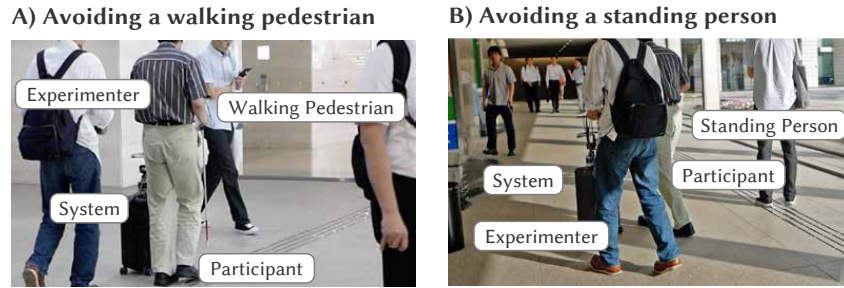 A) Avoiding a walking pedestrian
B) Avoiding a standing person
Experimenter
Walking Pedestrian
System
Participant
Standing Person
Participant
System
Experimenter